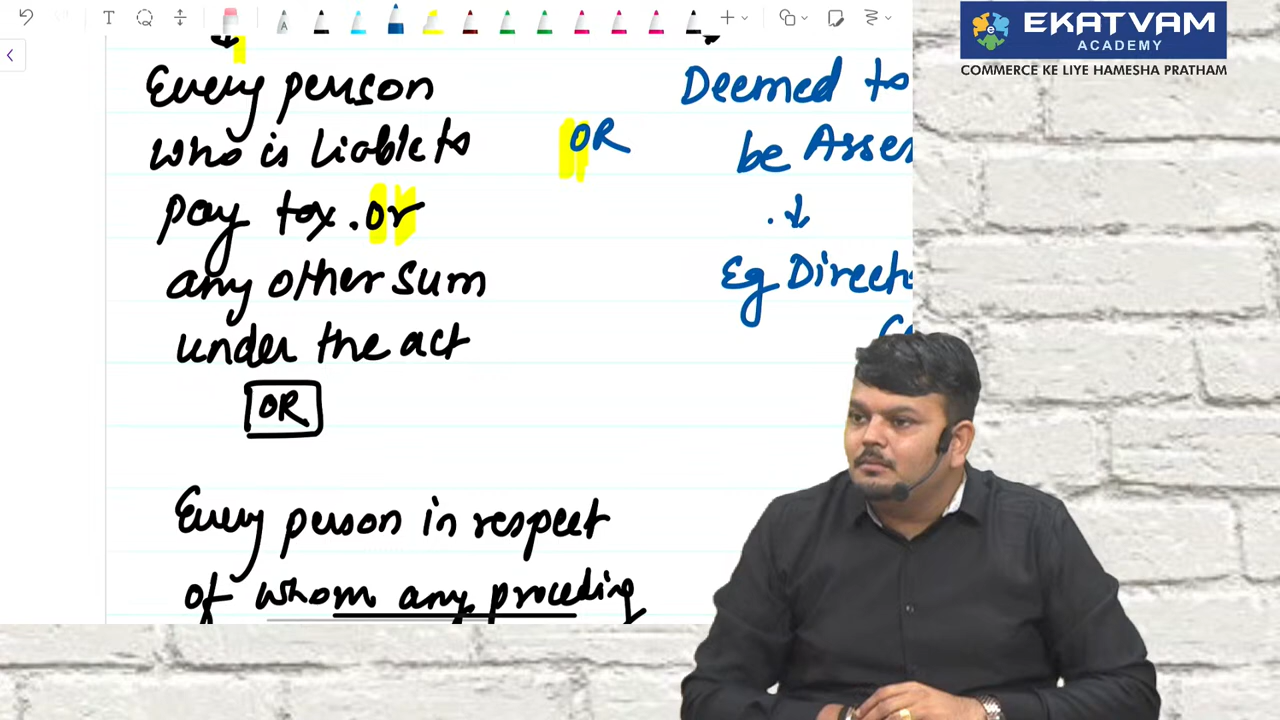 EKATVAM
ACADEMY
COMMERCE KE LIYE HAMESHA PRATHAM
Every person
who is liable to
pay tax. or
any other sum
under the act
OR
Every person in respect
of whom any proceding
OR
Deemed to
be Asses
Eg Direct